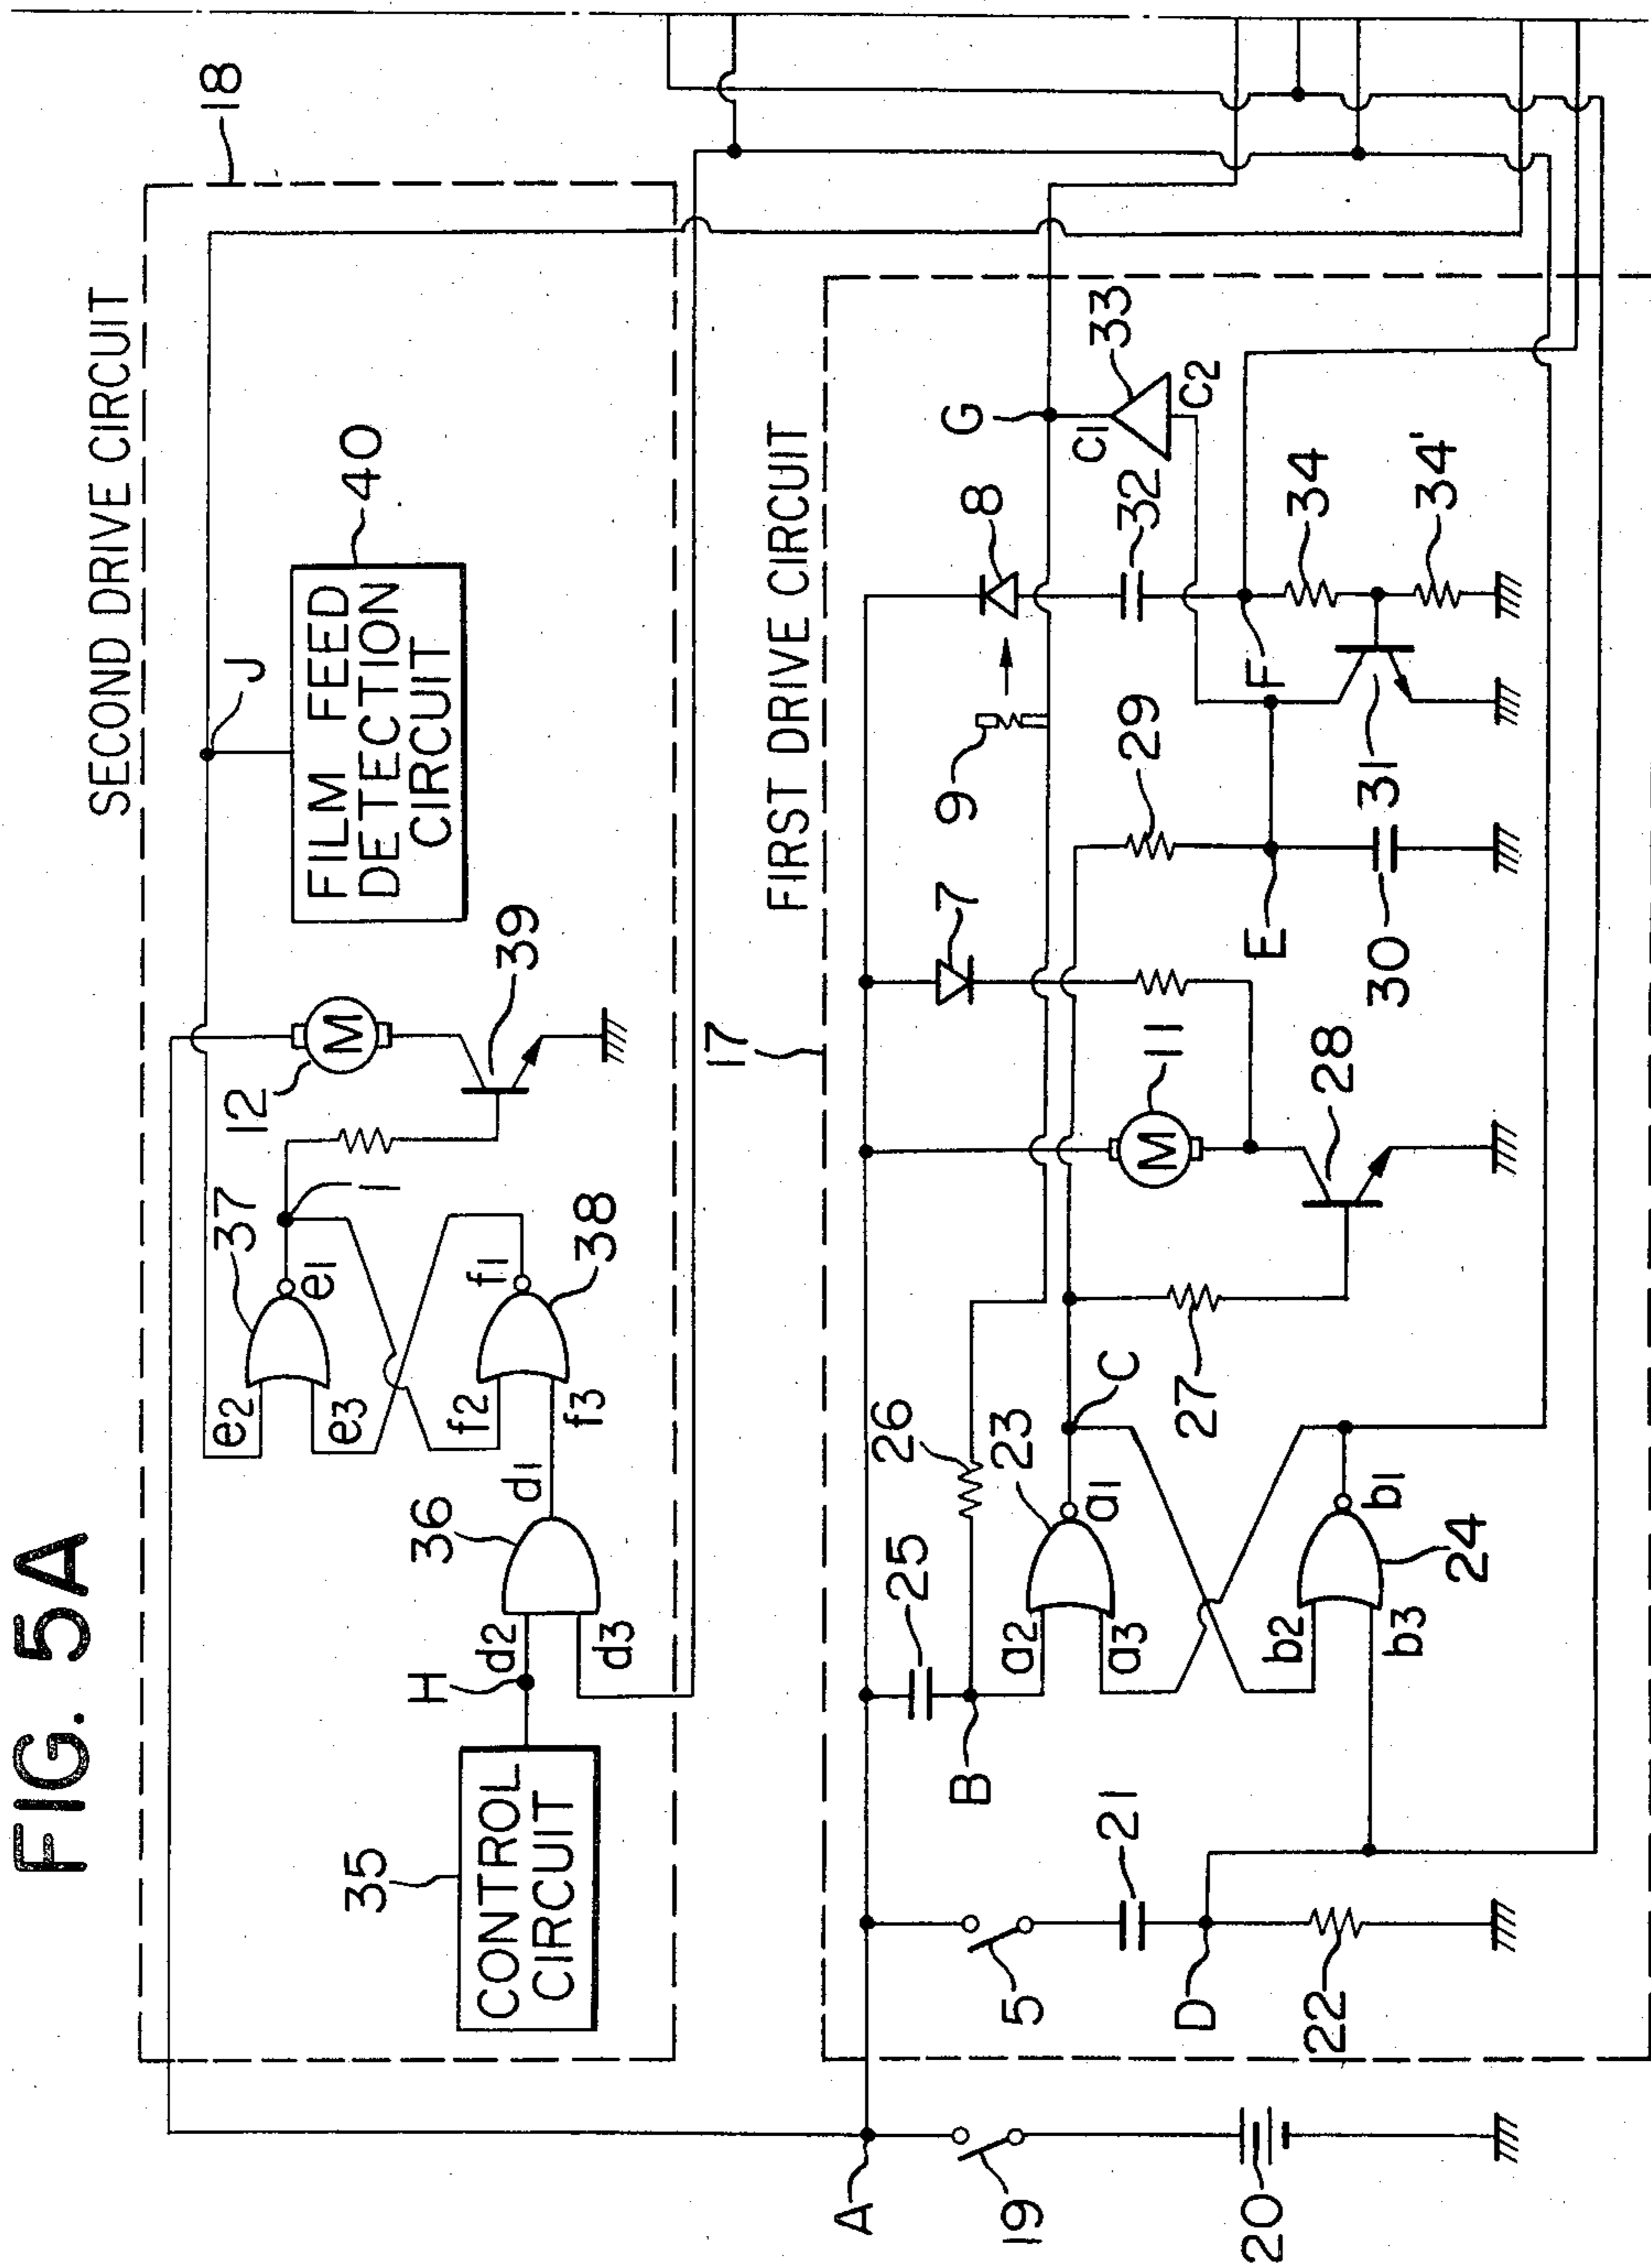 FIG. 5A
SECOND DRIVE CIRCUIT
18
J
FILM FEED
DETECTION
CIRCUIT
40
12
M
39
37
e1
e2
e3
I
f1
f2
f3
38
36
d1
d2
d3
H
35
CONTROL
CIRCUIT
FIRST DRIVE CIRCUIT
17
G
33
C1
C2
8
9
32
34
34'
F
31
29
E
30
7
11
M
28
27
26
C
23
a1
a2
a3
25
B
b1
b2
b3
24
21
5
D
22
A
19
20